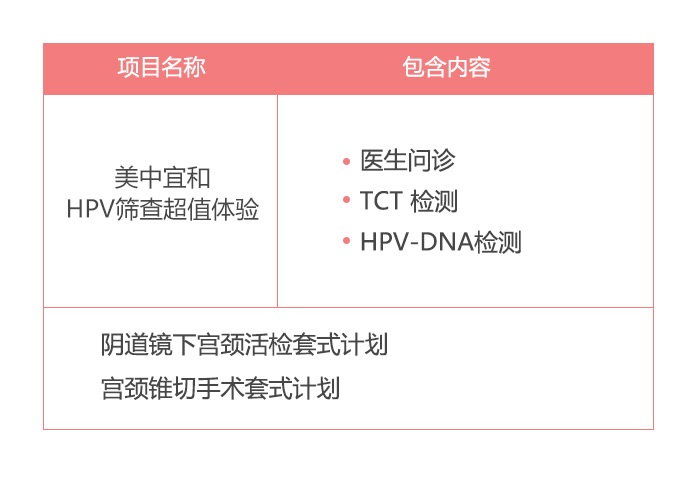 项目名称 包含内容
美中宜和
HPV筛查超值体验
• 医生问诊
• TCT 检测
• HPV-DNA检测
阴道镜下宫颈活检套式计划
宫颈锥切手术套式计划